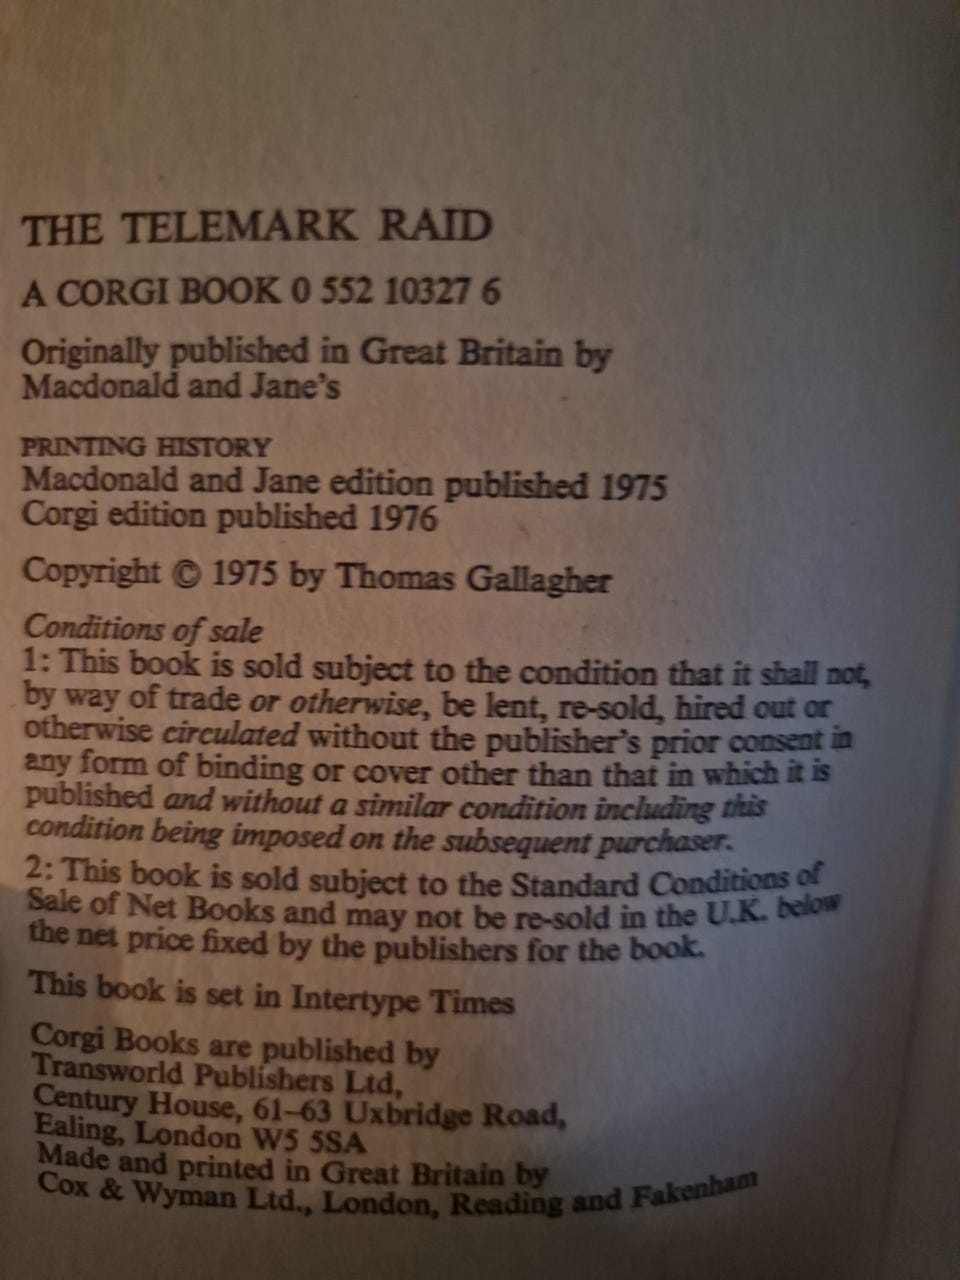 THE TELEMARK RAID
A CORGI BOOK 0 552 10327 6
Originally published in Great Britain by
Macdonald and Jane's
PRINTING HISTORY
Macdonald and Jane edition published 1975
Corgi edition published 1976
Copyright © 1975 by Thomas Gallagher
Conditions of sale
1: This book is sold subject to the condition that it shall not,
by way of trade or otherwise, be lent, re-sold, hired out or
otherwise circulated without the publisher's prior consent in
any form of binding or cover other than that in which it is
published and without a similar condition including this
condition being imposed on the subsequent purchaser.
2: This book is sold subject to the Standard Conditions of
Sale of Net Books and may not be re-sold in the U.K. below
the net price fixed by the publishers for the book.
This book is set in Intertype Times
Corgi Books are published by
Transworld Publishers Ltd,
Century House, 61–63 Uxbridge Road,
Ealing, London W5 5SA
Made and printed in Great Britain by
Cox & Wyman Ltd., London, Reading and Fakenham